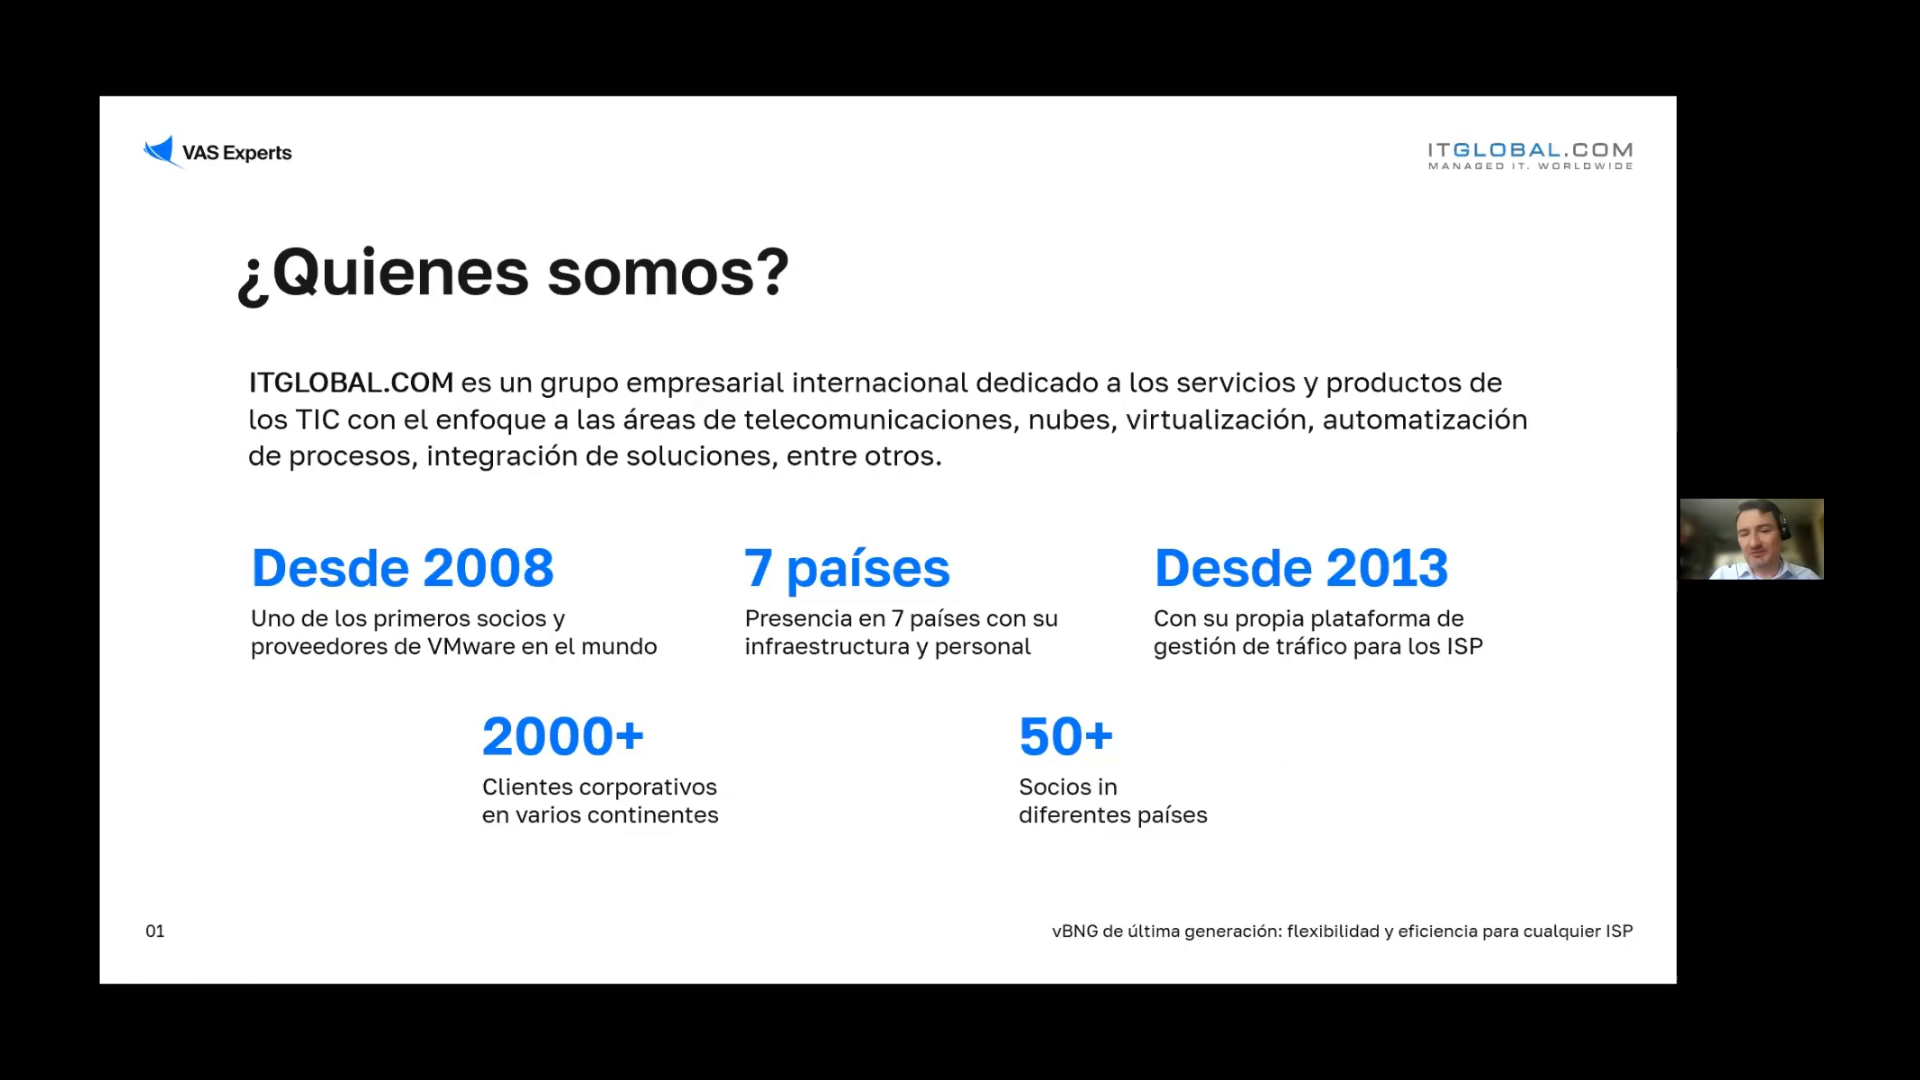 VAS Experts
ITGLOBAL.COM
MANAGED IT. WORLDWIDE
¿Quienes somos?
ITGLOBAL.COM es un grupo empresarial internacional dedicado a los servicios y productos de
los TIC con el enfoque a las áreas de telecomunicaciones, nubes, virtualización, automatización
de procesos, integración de soluciones, entre otros.
Desde 2008
Uno de los primeros socios y
proveedores de VMware en el mundo
7 países
Presencia en 7 países con su
infraestructura y personal
Desde 2013
Con su propia plataforma de
gestión de tráfico para los ISP
2000+
Clientes corporativos
en varios continentes
50+
Socios in
diferentes países
01
vBNG de última generación: flexibilidad y eficiencia para cualquier ISP